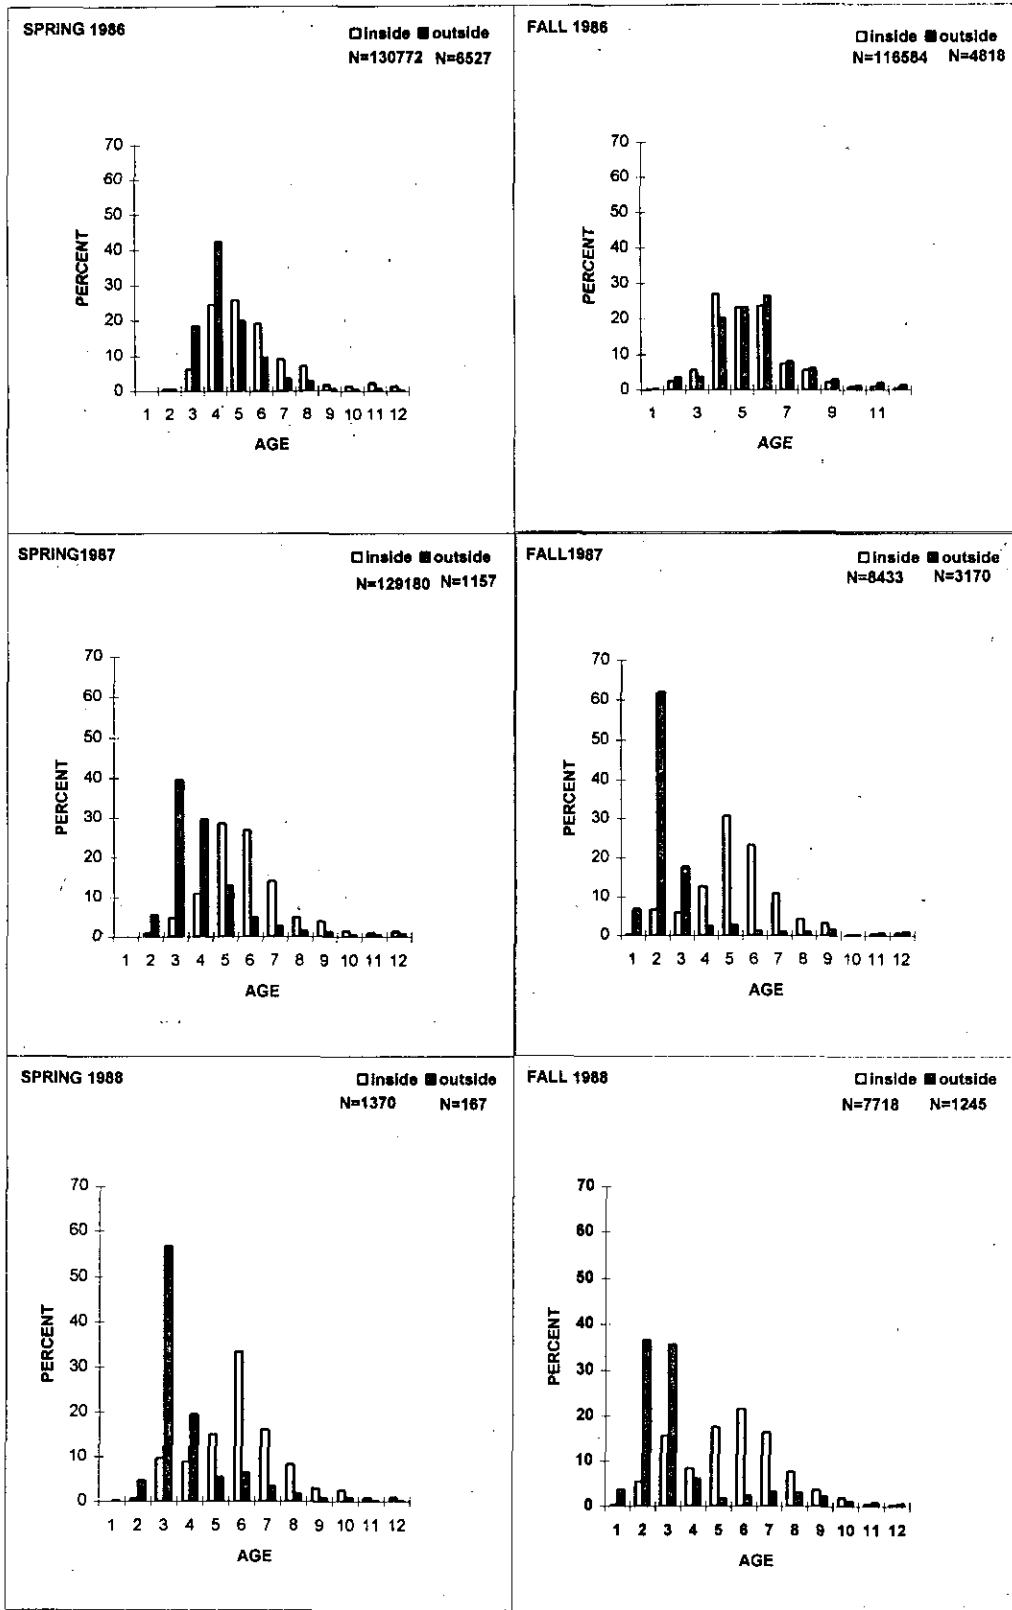 SPRING 1986
inside outside
N=130772 N=6527
70
60
50
40
30
20
10
0
PERCENT
1 2 3 4 5 6 7 8 9 10 11 12
AGE
FALL 1986
inside outside
N=116584 N=4818
70
60
50
40
30
20
10
0
PERCENT
1 3 5 7 9 11
AGE
SPRING1987
inside outside
N=129180 N=1157
70
60
50
40
30
20
10
0
PERCENT
1 2 3 4 5 6 7 8 9 10 11 12
AGE
FALL1987
inside outside
N=8433 N=3170
70
60
50
40
30
20
10
0
PERCENT
1 2 3 4 5 6 7 8 9 10 11 12
AGE
SPRING 1988
inside outside
N=1370 N=167
70
60
50
40
30
20
10
0
PERCENT
1 2 3 4 5 6 7 8 9 10 11 12
AGE
FALL 1988
inside outside
N=7718 N=1245
70
60
50
40
30
20
10
0
PERCENT
1 2 3 4 5 6 7 8 9 10 11 12
AGE